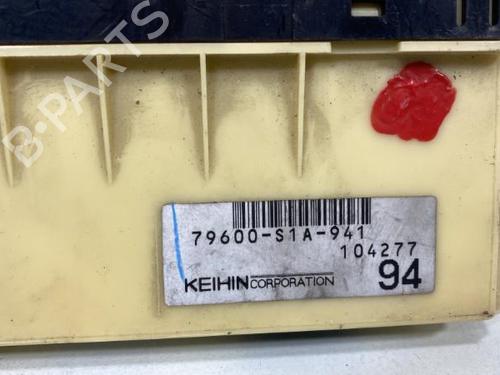 B-PARTS
79600-S1A-941
104277
KEIHIN CORPORATION 94